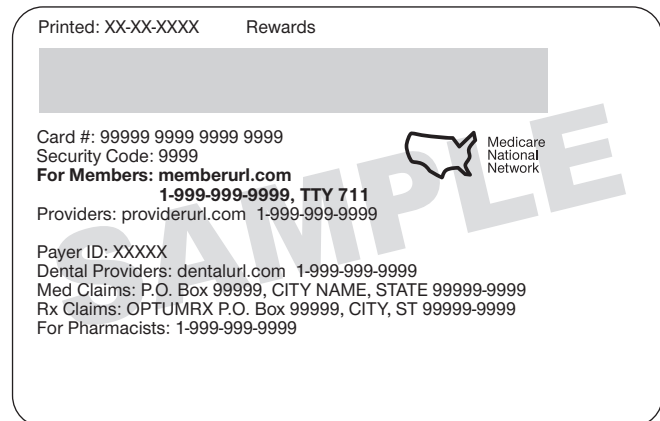 Printed: XX-XX-XXXX Rewards
Card #: 99999 9999 9999 9999
Security Code: 9999
For Members: memberurl.com
1-999-999-9999, TTY 711
Providers: providerurl.com 1-999-999-9999
Medicare
National
Network
Payer ID: XXXXX
Dental Providers: dentalurl.com 1-999-999-9999
Med Claims: P.O. Box 99999, CITY NAME, STATE 99999-9999
Rx Claims: OPTUMRX P.O. Box 99999, CITY, ST 99999-9999
For Pharmacists: 1-999-999-9999
SAMPLE